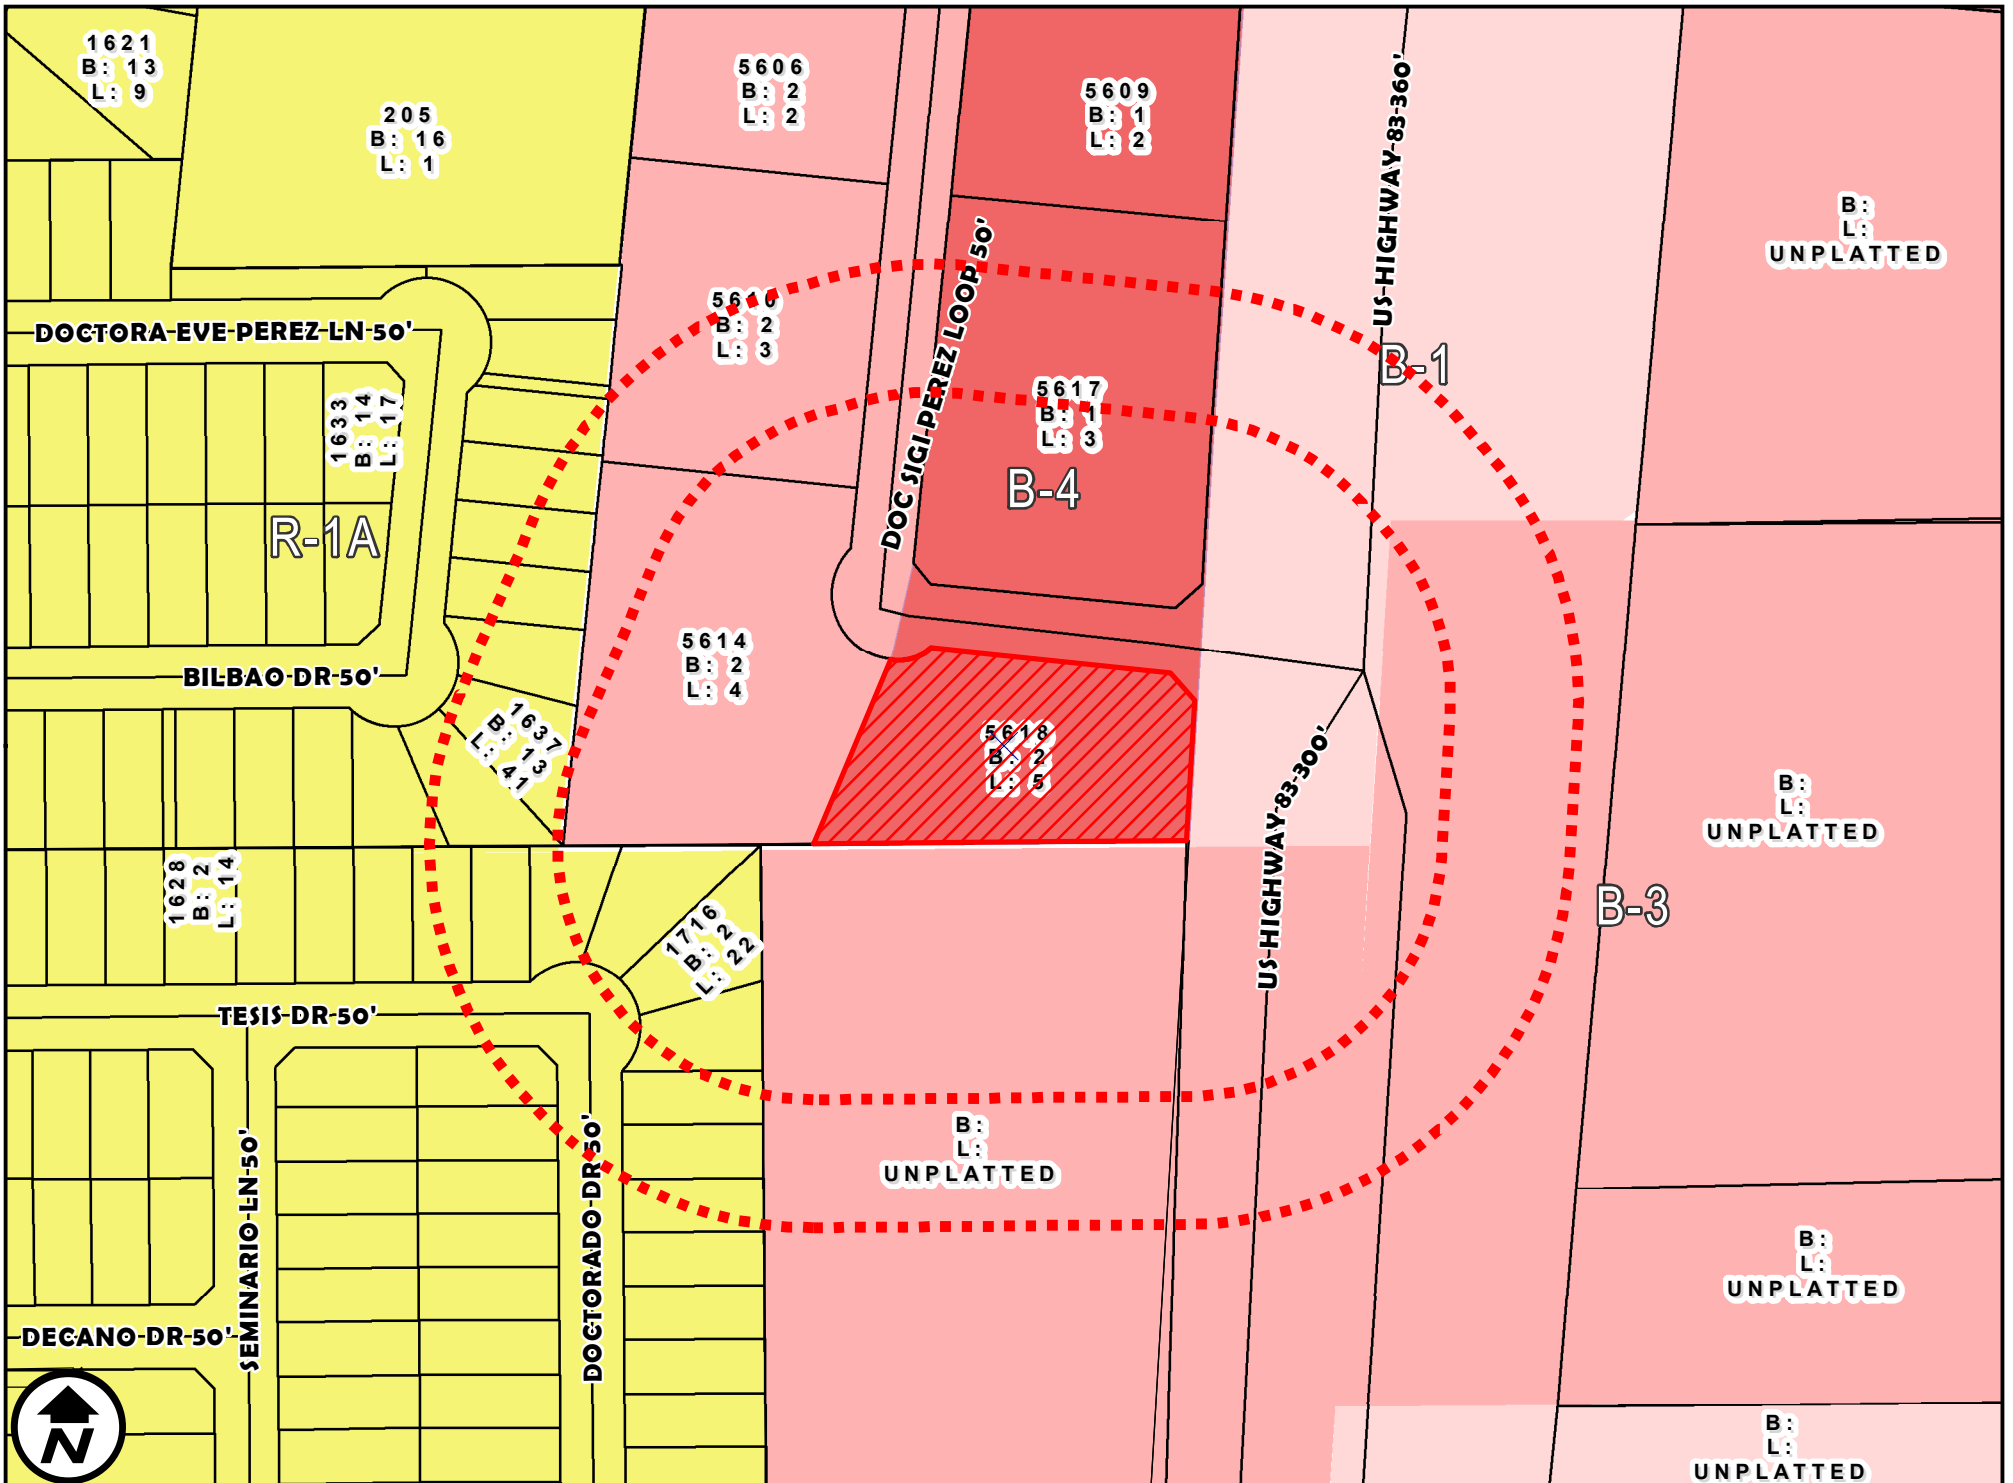 1621
B: 13
L: 9
205
B: 16
L: 1
5606
B: 2
L: 2
5609
B: 1
L: 2
US HIGHWAY 83 360'
B:
L:
UNPLATTED
DOCTORA EVE PEREZ LN 50'
5610
B: 2
L: 3
DOC SIGI PEREZ LOOP 50'
B-1
1633
B: 14
L: 17
5617
B: 1
L: 3
B-4
R-1A
BILBAO DR 50'
5614
B: 2
L: 4
1637
B: 13
L: 41
5618
B: 2
L: 5
US HIGHWAY 83 300'
B:
L:
UNPLATTED
1628
B: 2
L: 14
1716
B: 2
L: 22
B-3
TESIS DR 50'
SEMINARIO LN 50'
DOCTORADO DR 50'
B:
L:
UNPLATTED
B:
L:
UNPLATTED
DECANO DR 50'
N
B:
L:
UNPLATTED